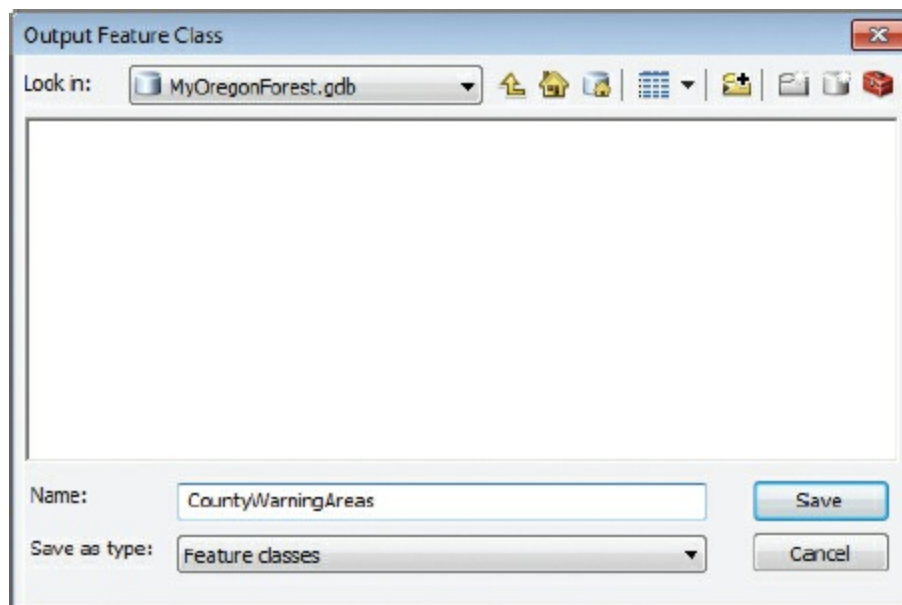 Output Feature Class
Look in: MyOregonForest.gdb
Name: CountyWarningAreas Save
Save as type: Feature classes Cancel